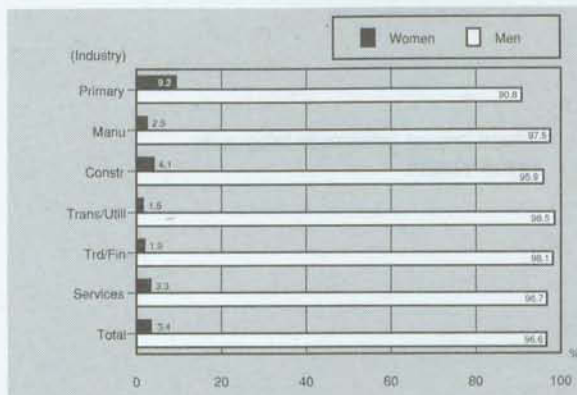 Women Men
(Industry)
Primary 9.2 90.8
Manu 2.5 97.5
Constr 4.1 95.9
Trans/Utill 1.5 98.5
Trd/Fin 1.9 98.1
Services 3.3 96.7
Total 3.4 96.6
%
0 20 40 60 80 100